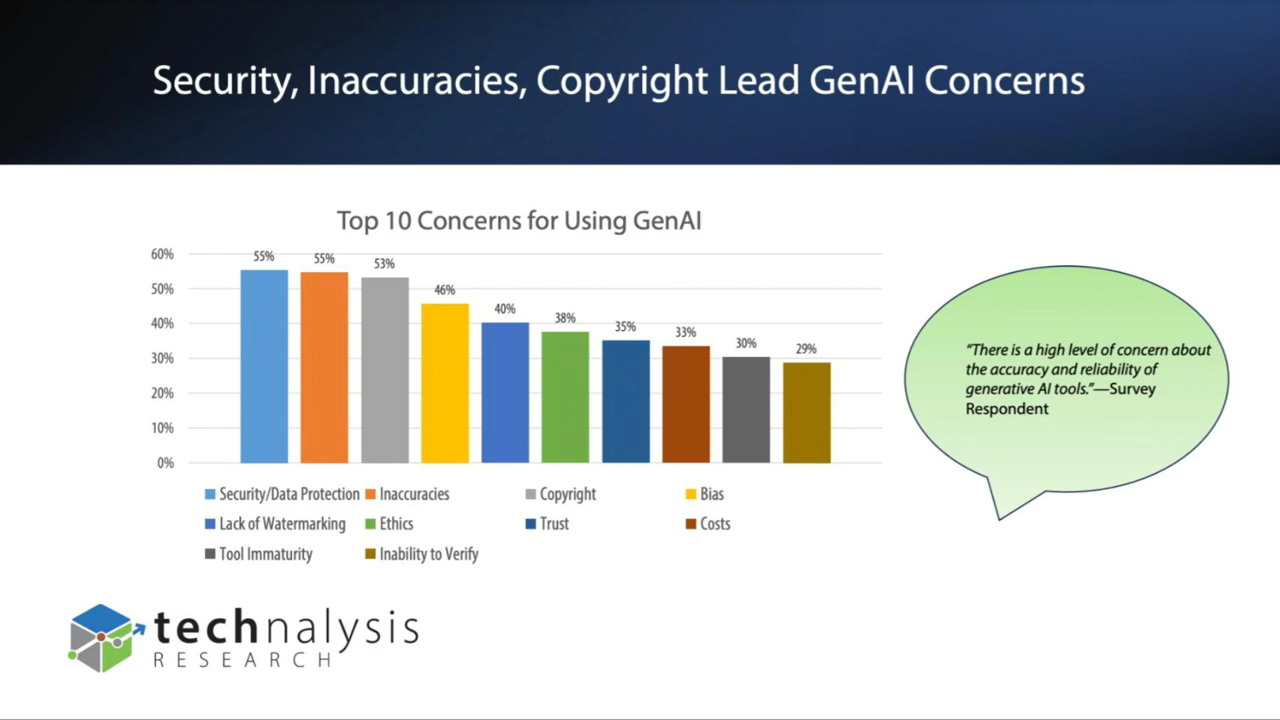 Security, Inaccuracies, Copyright Lead GenAI Concerns
Top 10 Concerns for Using GenAI
60%
50%
40%
30%
20%
10%
0%
55%
55%
53%
46%
40%
38%
35%
33%
30%
29%
Security/Data Protection
Inaccuracies
Copyright
Bias
Lack of Watermarking
Ethics
Trust
Costs
Tool Immaturity
Inability to Verify
“There is a high level of concern about
the accuracy and reliability of
generative AI tools.”—Survey
Respondent
technalysis
RESEARCH